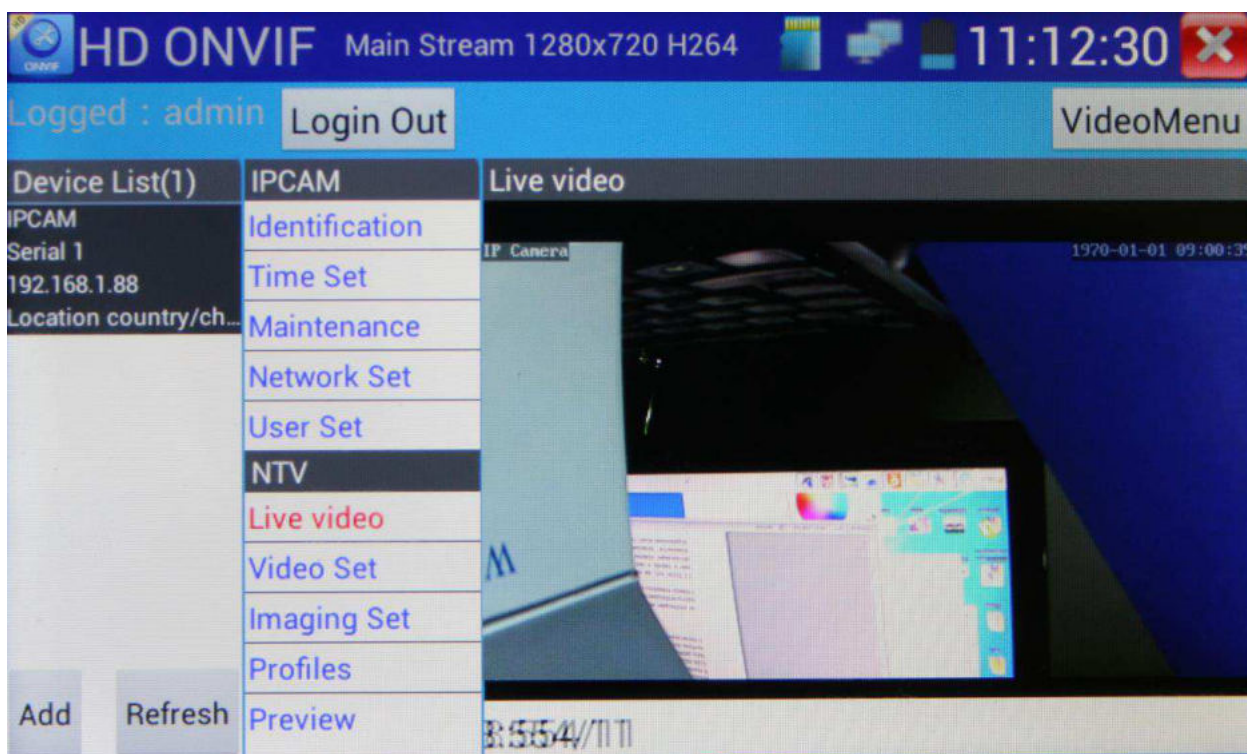 ONVIF
HD ONVIF Main Stream 1280x720 H264 11:12:30
Logged : admin Login Out VideoMenu
Device List(1)
IPCAM
Serial 1
192.168.1.88
Location country/ch...
Add Refresh
IPCAM
Identification
Time Set
Maintenance
Network Set
User Set
NTV
Live video
Video Set
Imaging Set
Profiles
Preview
Live video
IP Camera 1970-01-01 09:00:35
W